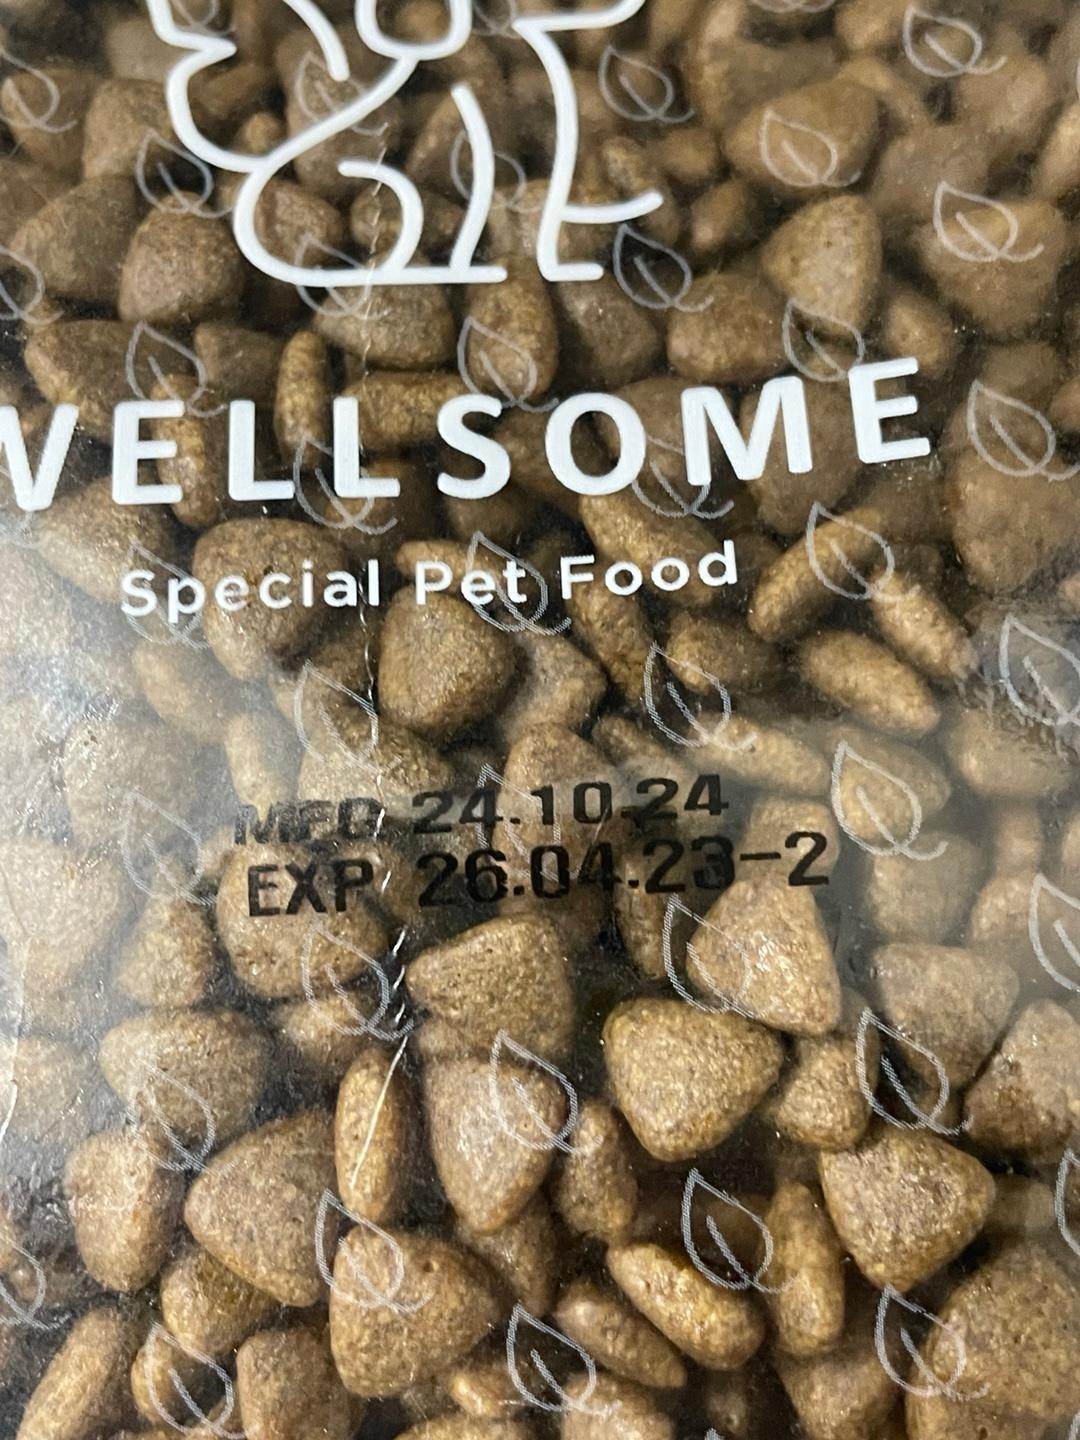 WELLSOME
Special Pet Food
MFG 24.10.24
EXP 26.04.23-2